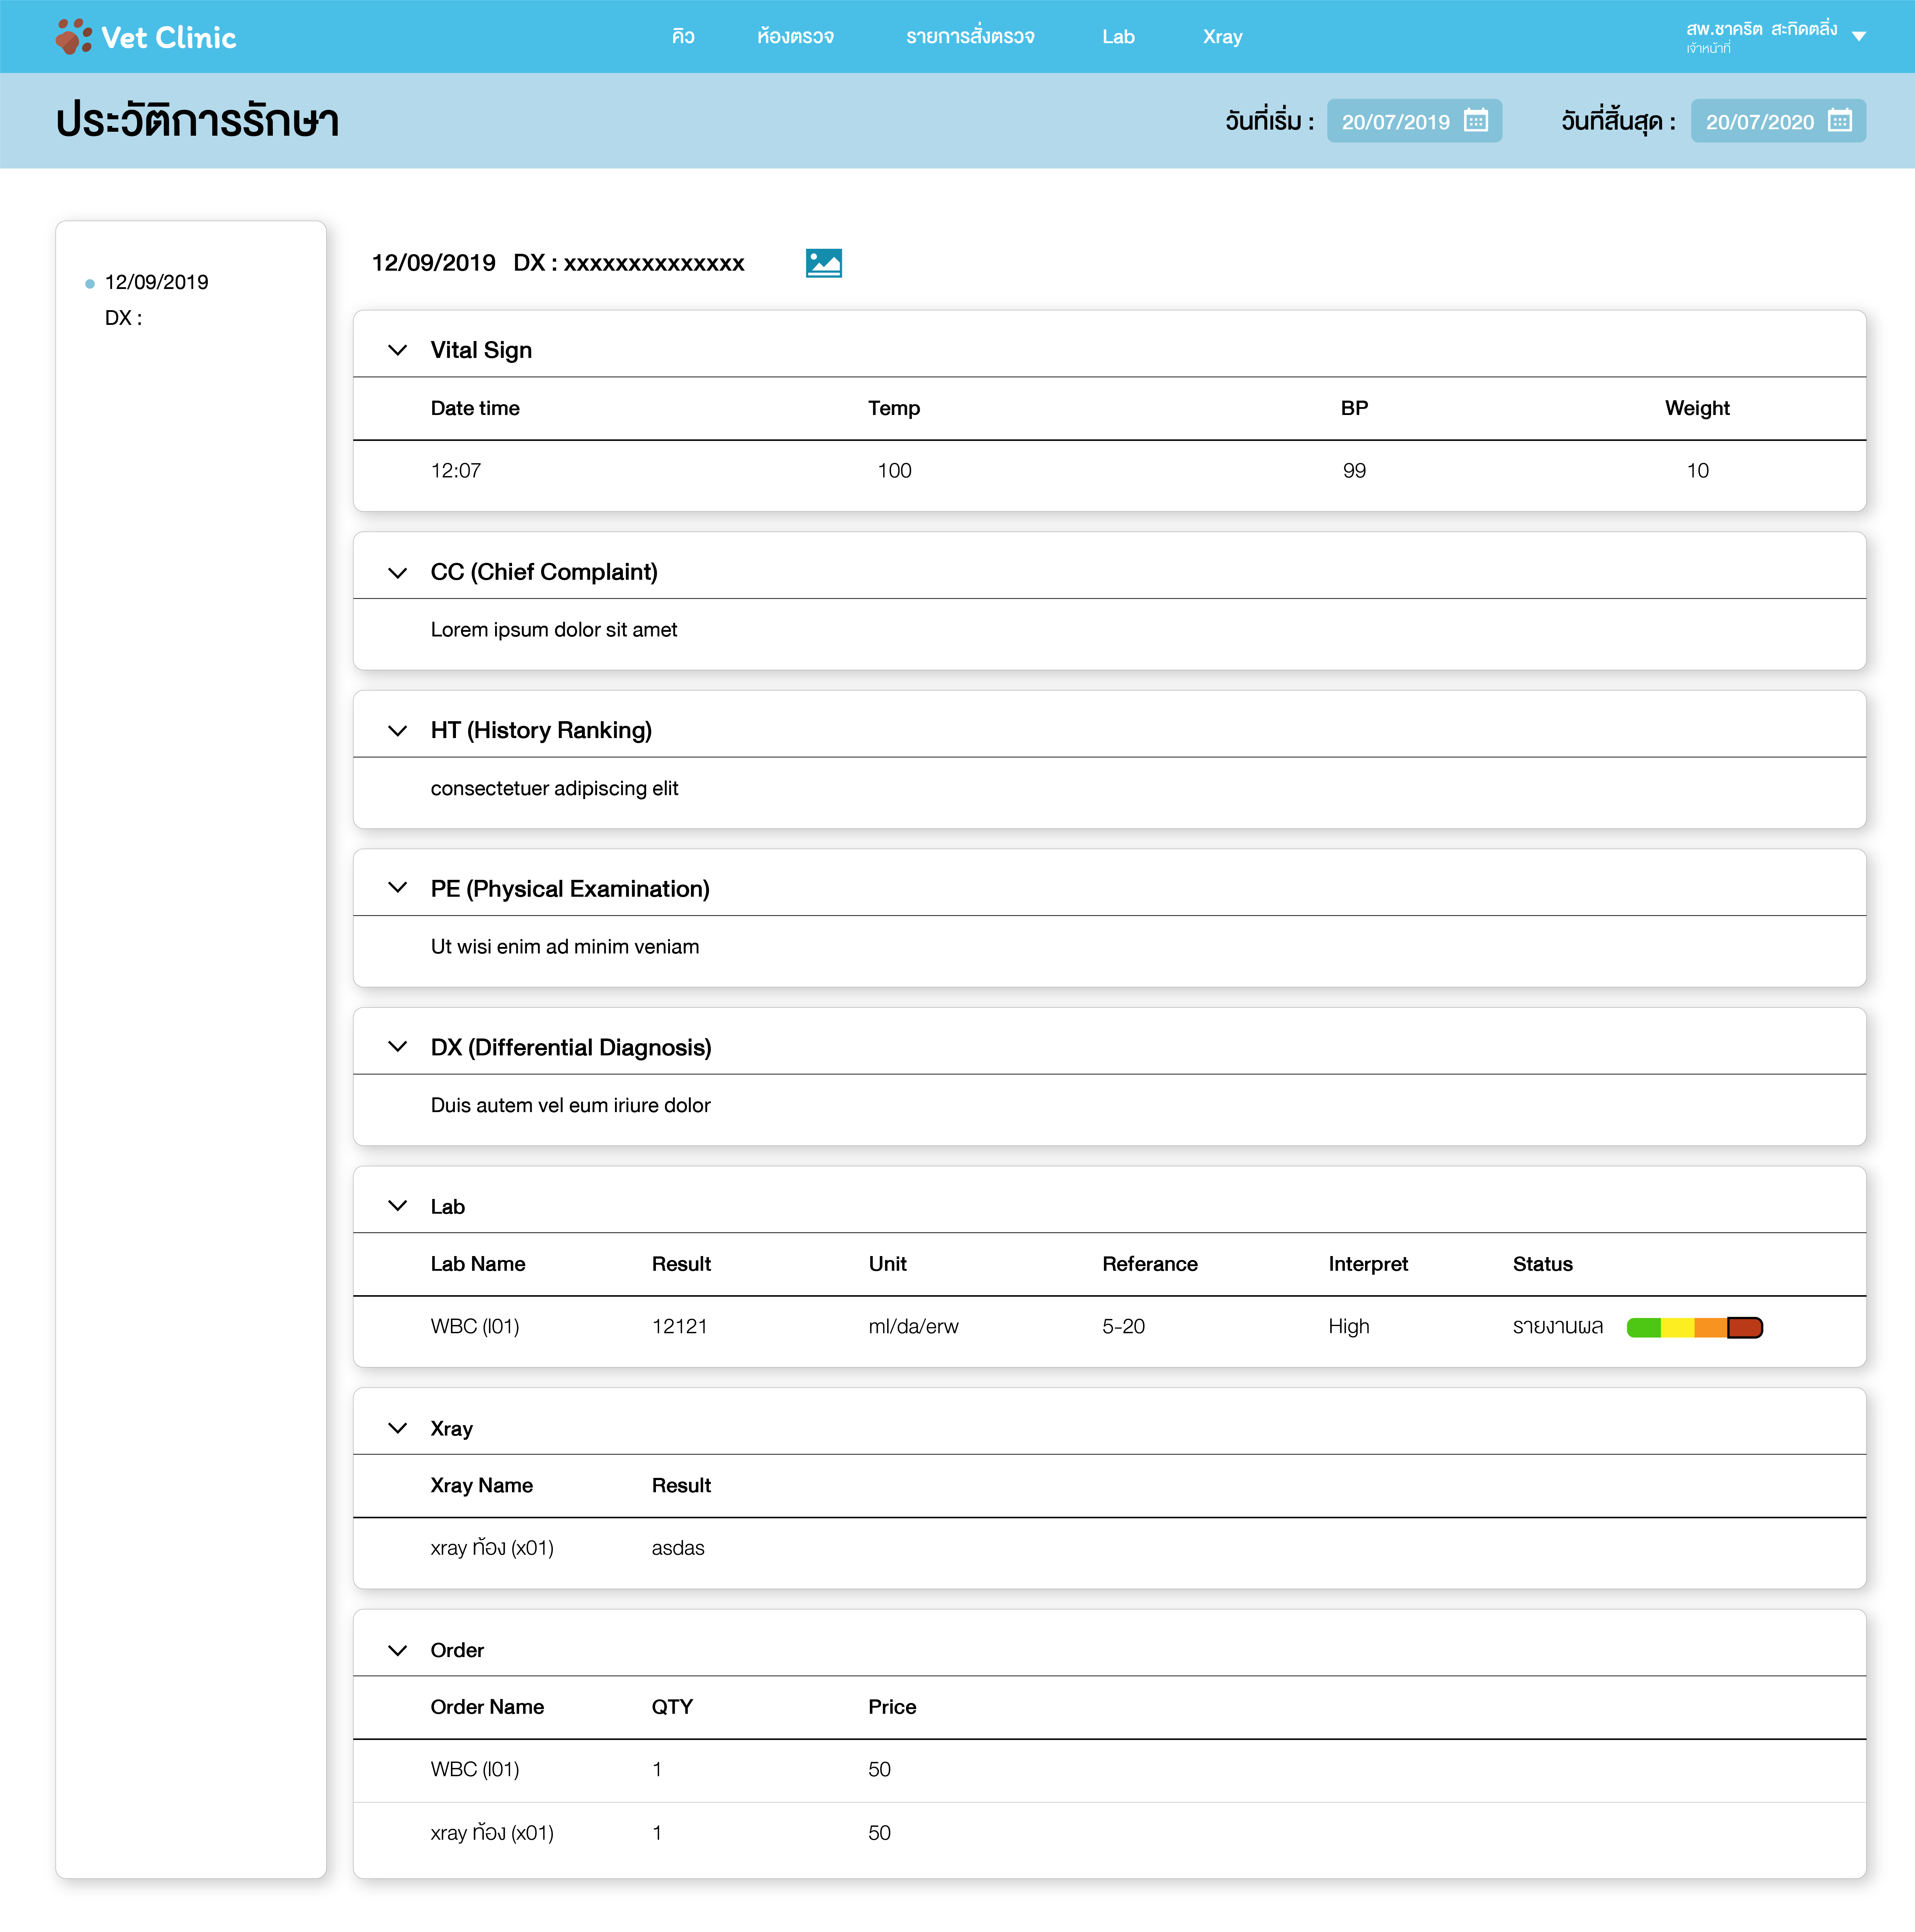 Vet Clinic
คิว ห้องตรวจ รายการสั่งตรวจ Lab Xray
สพ.ชาคริต สะกิดตลิ่ง
เจ้าหน้าที่
ประวัติการรักษา
วันที่เริ่ม : 20/07/2019 วันที่สิ้นสุด : 20/07/2020
12/09/2019
DX :
12/09/2019 DX : xxxxxxxxxxxxxx
Vital Sign
Date time Temp BP Weight
12:07 100 99 10
CC (Chief Complaint)
Lorem ipsum dolor sit amet
HT (History Ranking)
consectetuer adipiscing elit
PE (Physical Examination)
Ut wisi enim ad minim veniam
DX (Differential Diagnosis)
Duis autem vel eum iriure dolor
Lab
Lab Name Result Unit Referance Interpret Status
WBC (l01) 12121 ml/da/erw 5-20 High รายงานผล
Xray
Xray Name Result
xray ท้อง (x01) asdas
Order
Order Name QTY Price
WBC (l01) 1 50
xray ท้อง (x01) 1 50